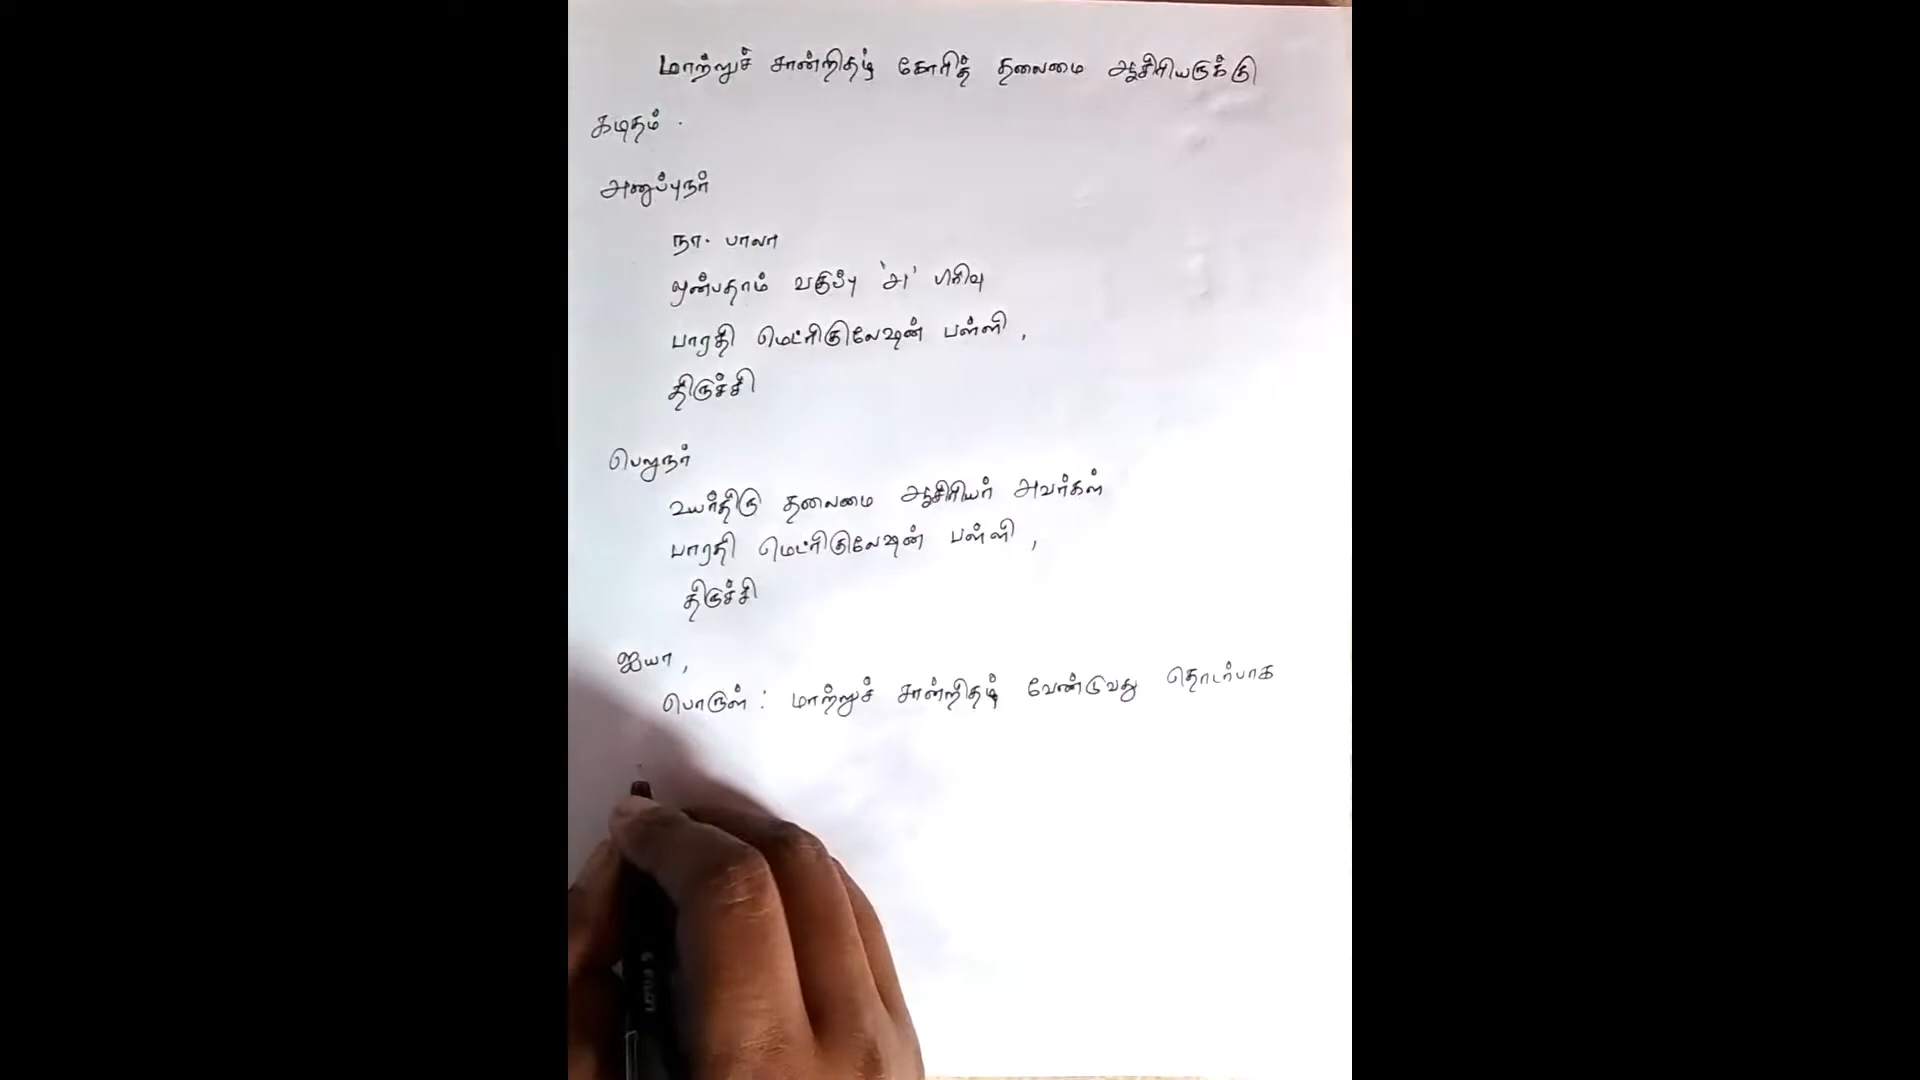 மாற்றுச் சான்றிதழ் கோரித் தலைமை ஆசிரியருக்கு
கடிதம் .
அனுப்புநர்
நா. பாலா
ஒன்பதாம் வகுப்பு 'அ' பிரிவு
பாரதி மெட்ரிகுலேஷன் பள்ளி ,
திருச்சி
பெறுநர்
உயர்திரு தலைமை ஆசிரியர் அவர்கள்
பாரதி மெட்ரிகுலேஷன் பள்ளி ,
திருச்சி
ஐயா ,
பொருள் : மாற்றுச் சான்றிதழ் வேண்டுவது தொடர்பாக